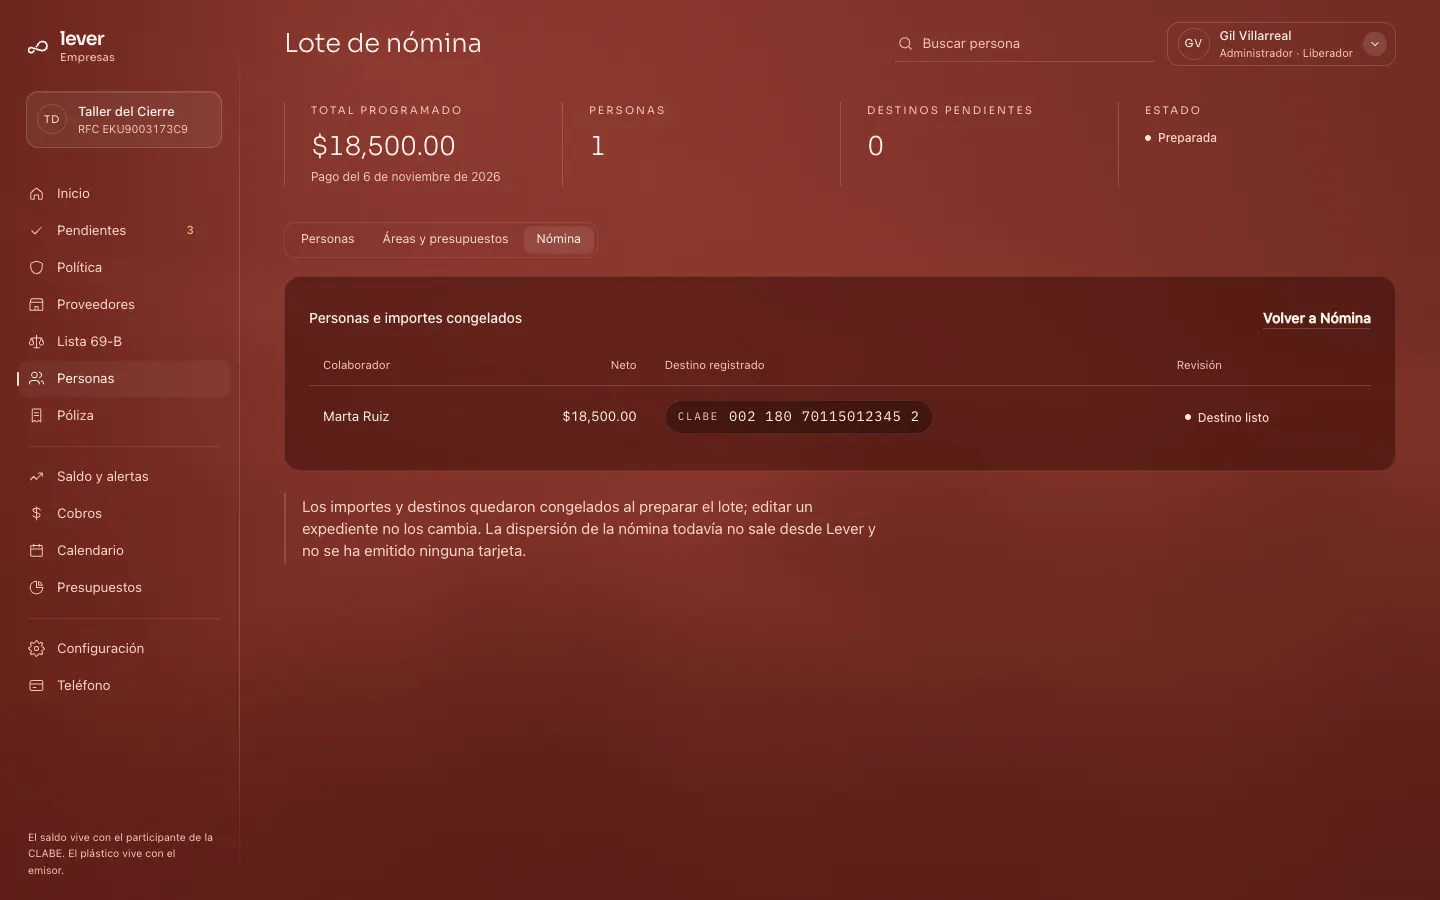 lever
Empresas
TD
Taller del Cierre
RFC EKU9003173C9
Inicio
Pendientes 3
Política
Proveedores
Lista 69-B
Personas
Póliza
Saldo y alertas
Cobros
Calendario
Presupuestos
Configuración
Teléfono
El saldo vive con el participante de la
CLABE. El plástico vive con el
emisor.
Lote de nómina
Buscar persona
GV
Gil Villarreal
Administrador · Liberador
TOTAL PROGRAMADO
$18,500.00
Pago del 6 de noviembre de 2026
PERSONAS
1
DESTINOS PENDIENTES
0
ESTADO
Preparada
Personas Áreas y presupuestos Nómina
Personas e importes congelados
Volver a Nómina
Colaborador Neto Destino registrado Revisión
Marta Ruiz $18,500.00 CLABE 002 180 70115012345 2 Destino listo
Los importes y destinos quedaron congelados al preparar el lote; editar un
expediente no los cambia. La dispersión de la nómina todavía no sale desde Lever y
no se ha emitido ninguna tarjeta.